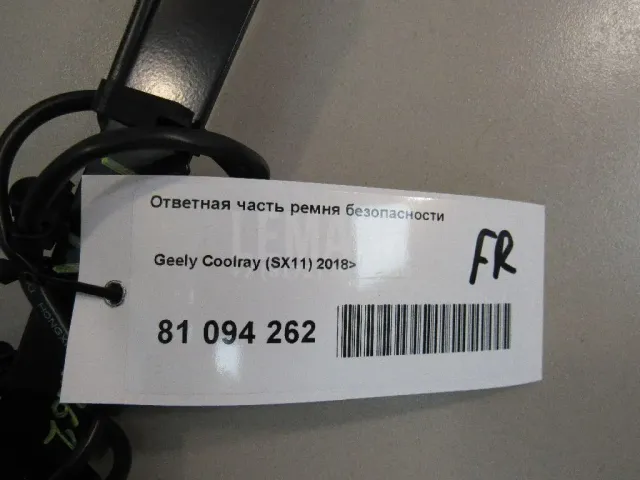 Ответная часть ремня безопасности
Geely Coolray (SX11) 2018>
FR
81 094 262